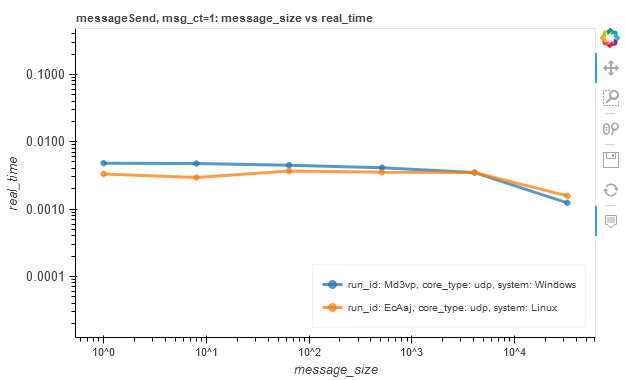 messageSend, msg_ct=1: message_size vs real_time
real_time
0.1000
0.0100
0.0010
0.0001
run_id: Md3vp, core_type: udp, system: Windows
run_id: EcAaj, core_type: udp, system: Linux
10^0 10^1 10^2 10^3 10^4
message_size